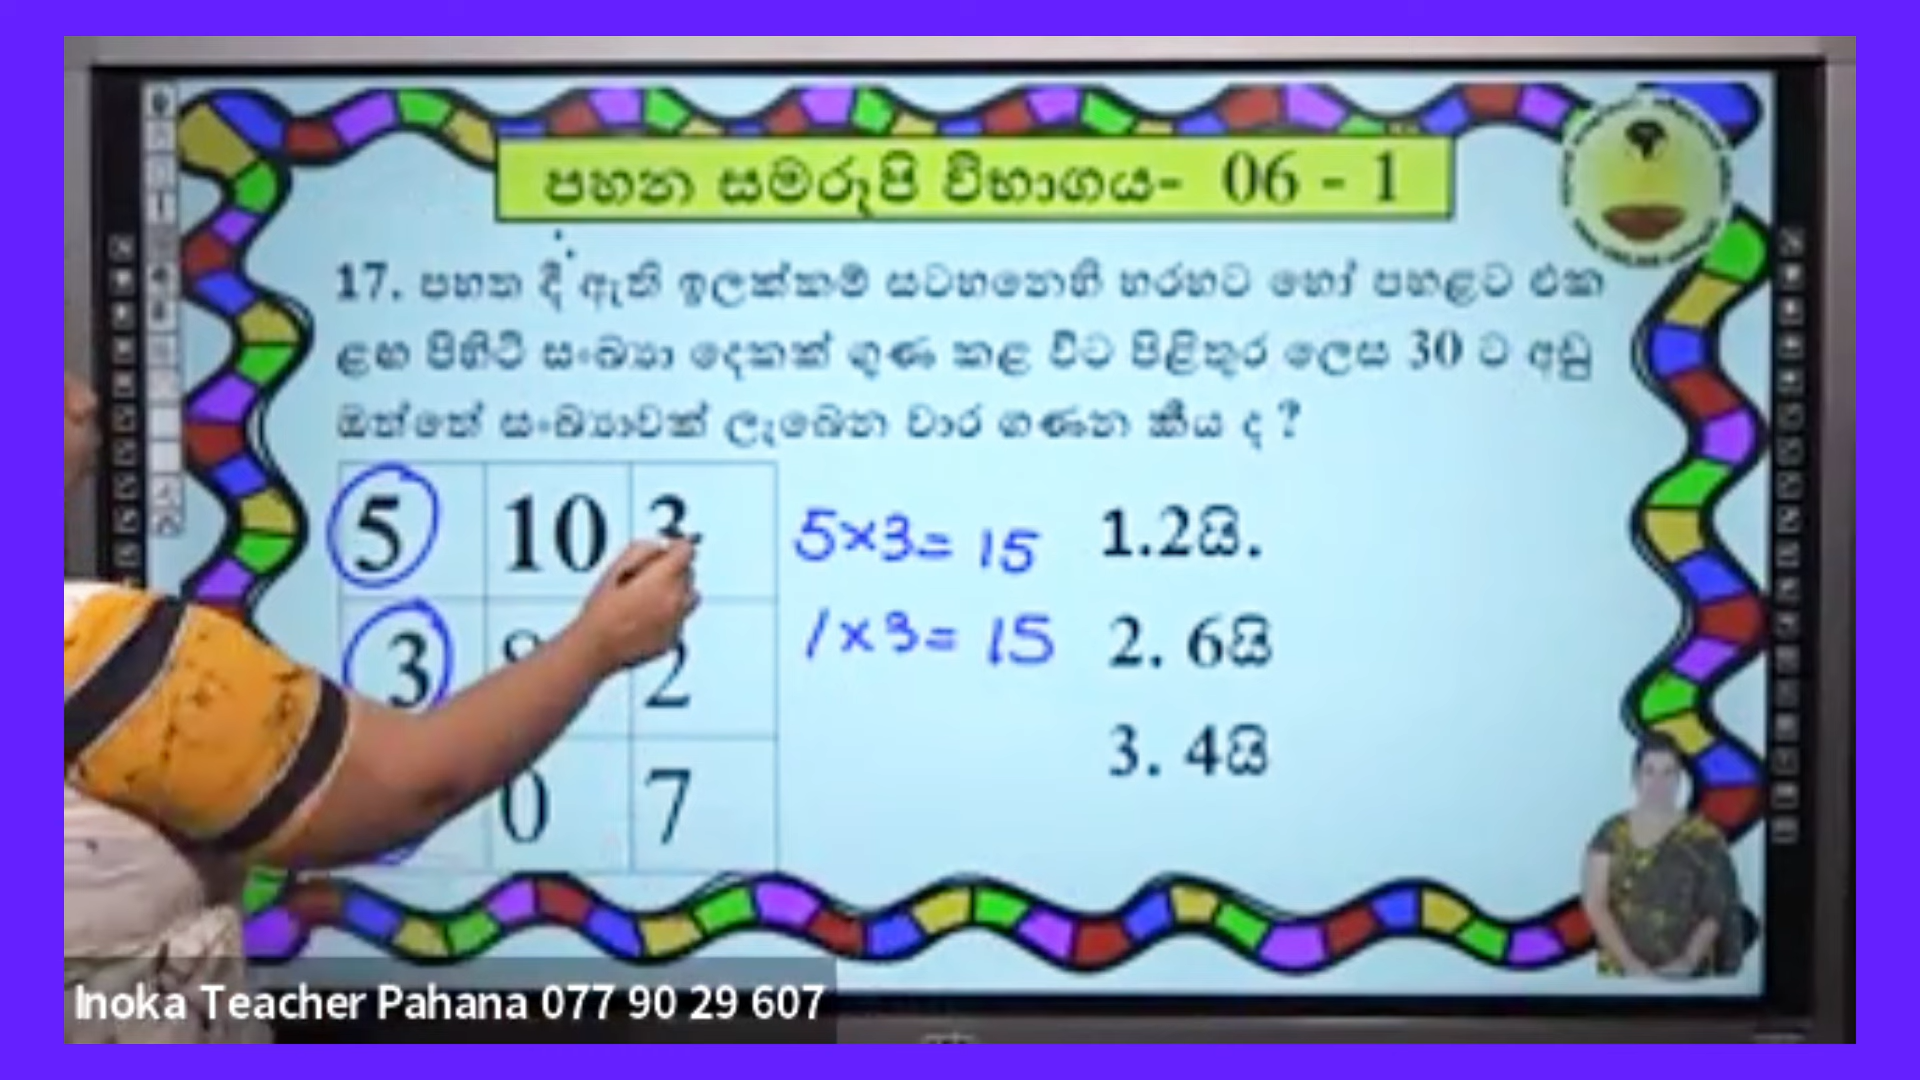 පහන සමරූපී විභාගය- 06 - 1
17. පහත දී ඇති ඉලක්කම් සටහනෙහි හරහට හෝ පහළට එක
ළඟ පිහිටි සංඛ්‍යා දෙකක් ගුණ කළ විට පිළිතුර ලෙස 30 ට අඩු
ඔත්තේ සංඛ්‍යාවක් ලැබෙන වාර ගණන කීය ද ?
5 10 3 5×3= 15 1.2යි.
3 2 1×3= 15 2. 6යි
0 7 3. 4යි
Inoka Teacher Pahana 077 90 29 607